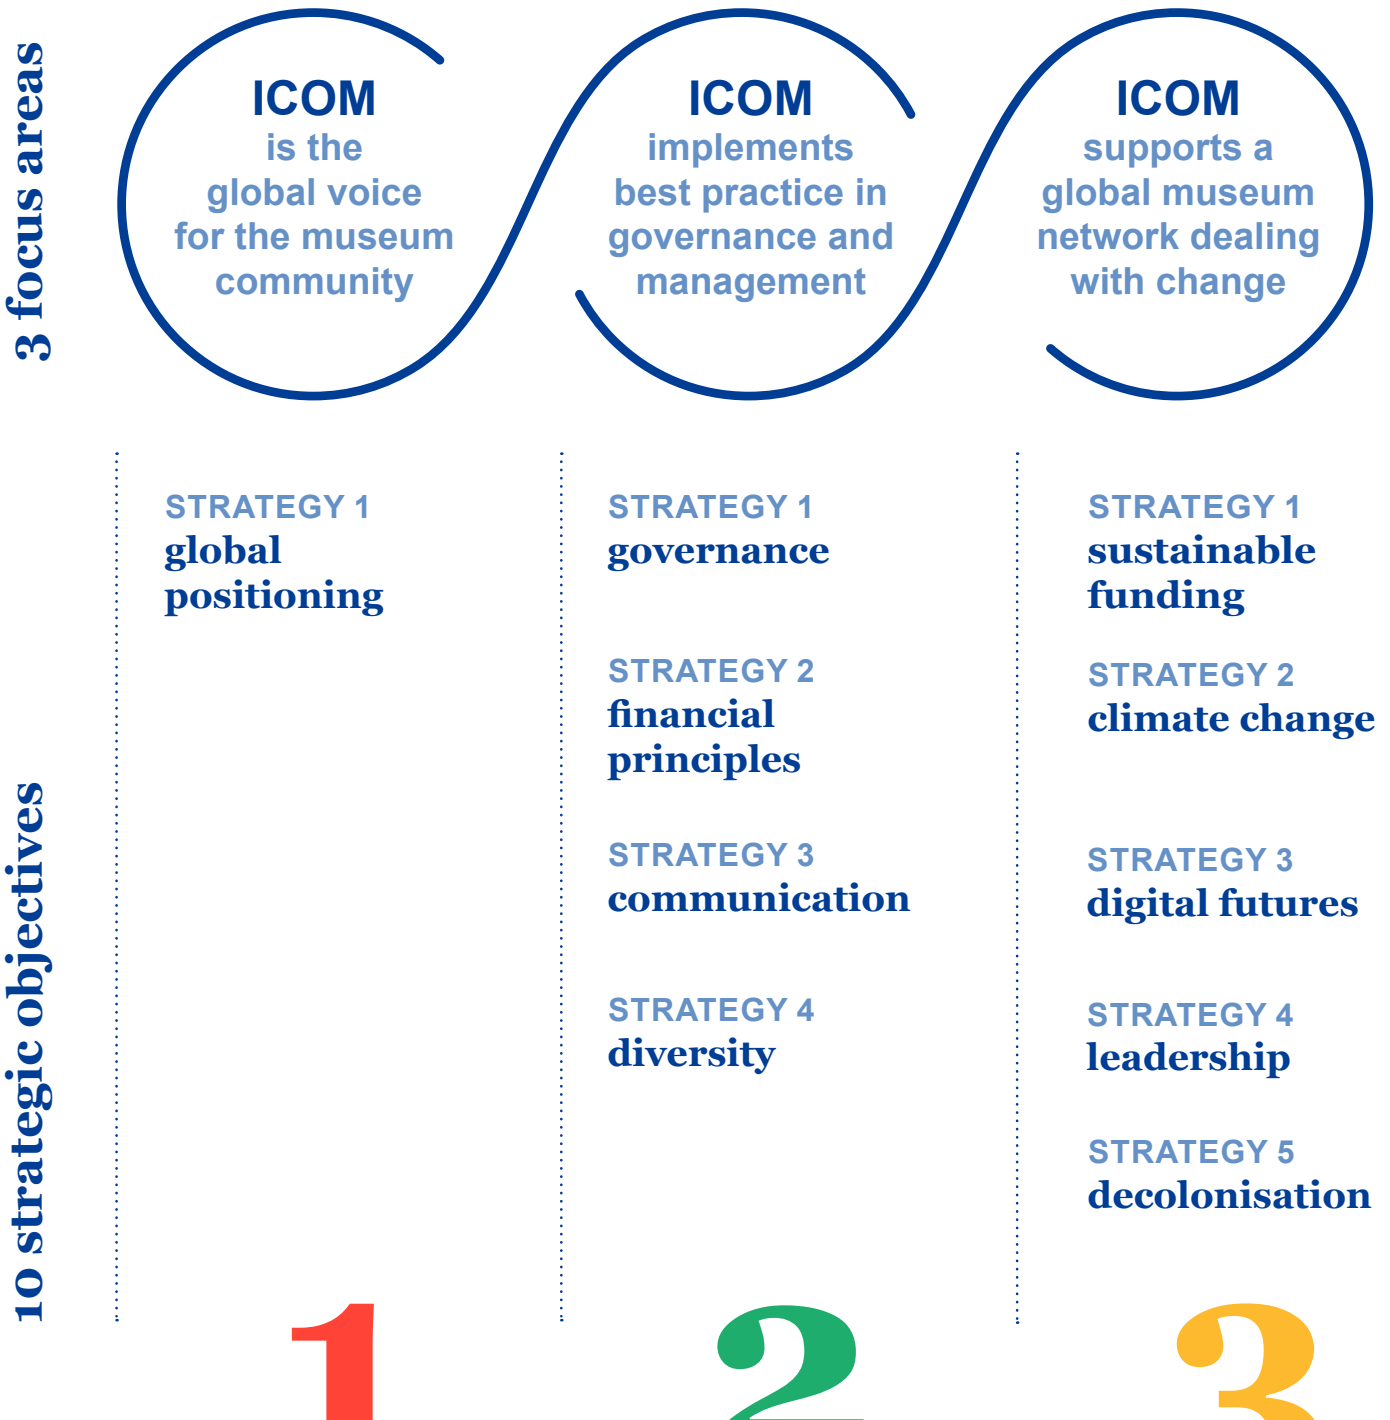 3 focus areas
ICOM
is the
global voice
for the museum
community
ICOM
implements
best practice in
governance and
management
ICOM
supports a
global museum
network dealing
with change
10 strategic objectives
STRATEGY 1
global
positioning
STRATEGY 1
governance
STRATEGY 2
financial
principles
STRATEGY 3
communication
STRATEGY 4
diversity
STRATEGY 1
sustainable
funding
STRATEGY 2
climate change
STRATEGY 3
digital futures
STRATEGY 4
leadership
STRATEGY 5
decolonisation
1
2
3